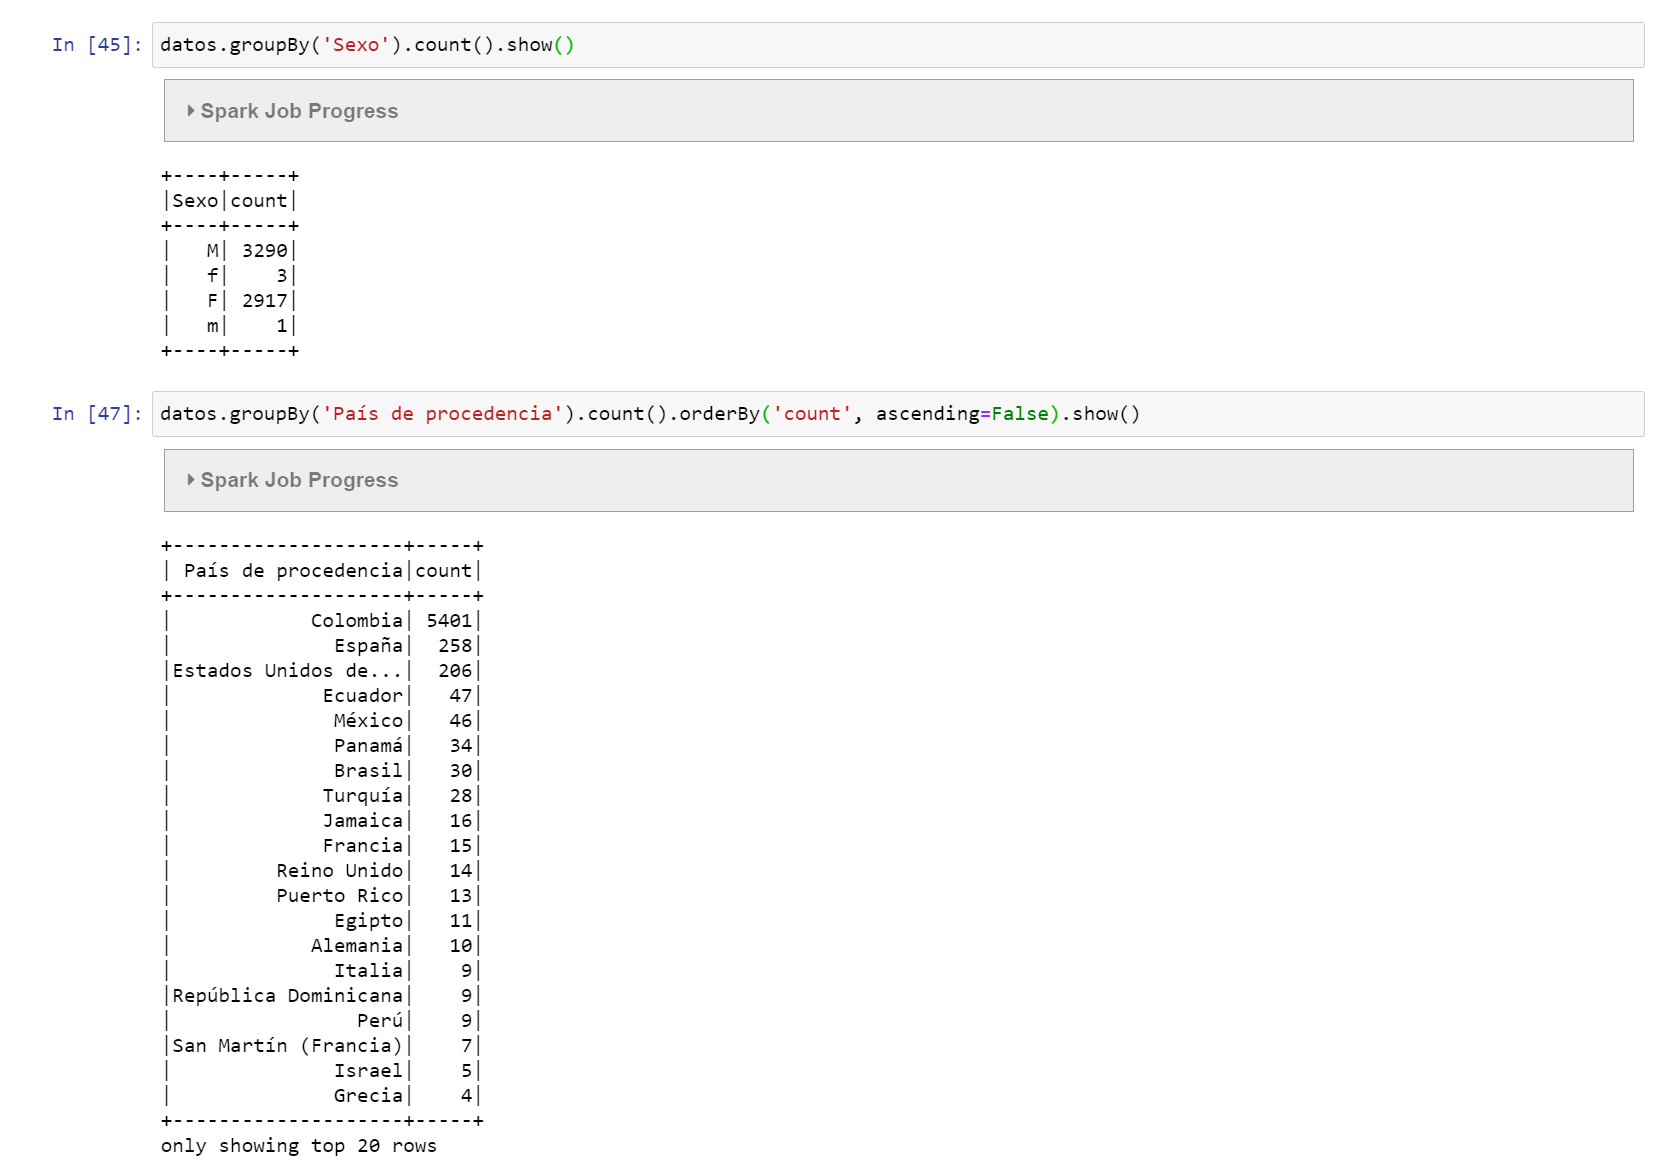 In [45]: datos.groupBy('Sexo').count().show()
Spark Job Progress
+----+-----+
|Sexo|count|
+----+-----+
|   M| 3290|
|   f|    3|
|   F| 2917|
|   m|    1|
+----+-----+
In [47]: datos.groupBy('País de procedencia').count().orderBy('count', ascending=False).show()
Spark Job Progress
+--------------------+-----+
| País de procedencia|count|
+--------------------+-----+
|            Colombia| 5401|
|              España|  258|
|Estados Unidos de...|  206|
|             Ecuador|   47|
|              México|   46|
|              Panamá|   34|
|              Brasil|   30|
|             Turquía|   28|
|             Jamaica|   16|
|             Francia|   15|
|         Reino Unido|   14|
|         Puerto Rico|   13|
|              Egipto|   11|
|            Alemania|   10|
|              Italia|    9|
|República Dominicana|    9|
|                Perú|    9|
|San Martín (Francia)|    7|
|              Israel|    5|
|              Grecia|    4|
+--------------------+-----+
only showing top 20 rows